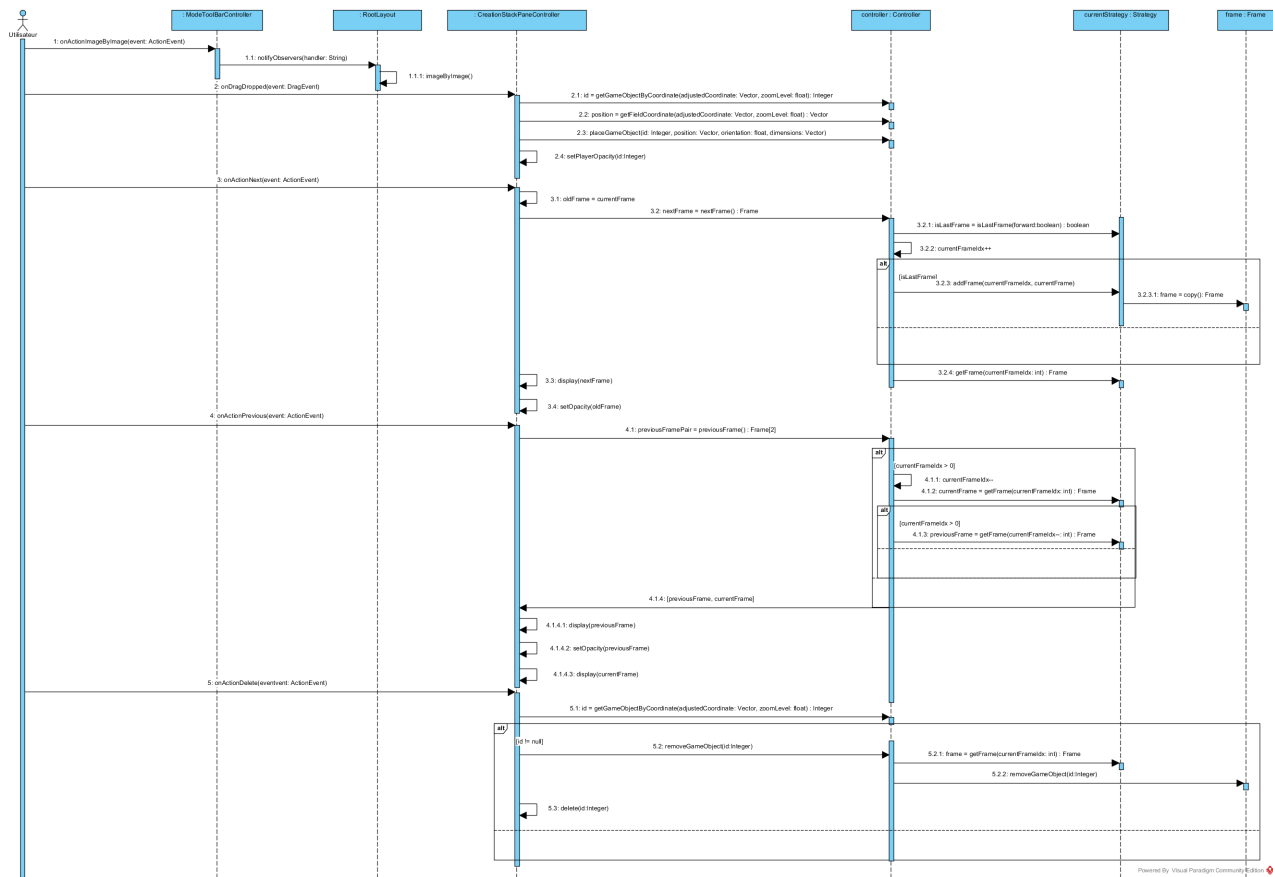 : ModeToolBarController
: RootLayout
: CreationStackPaneController
controller : Controller
currentStrategy : Strategy
frame : Frame
Utilisateur
1: onActionImageByImage(event: ActionEvent)
1.1: notifyObservers(handler: String)
1.1.1: imageByImage()
2: onDragDropped(event: DragEvent)
2.1: id = getGameObjectByCoordinate(adjustedCoordinate: Vector, zoomLevel: float) : Integer
2.2: position = getFieldCoordinate(adjustedCoordinate: Vector, zoomLevel: float) : Vector
2.3: placeGameObject(id: Integer, position: Vector, orientation: float, dimensions: Vector)
2.4: setPlayerOpacity(id:Integer)
3: onActionNext(event: ActionEvent)
3.1: oldFrame = currentFrame
3.2: nextFrame = nextFrame() : Frame
3.2.1: isLastFrame = isLastFrame(forward:boolean) : boolean
3.2.2: currentFrameIdx++
alt
[isLastFrame]
3.2.3: addFrame(currentFrameIdx, currentFrame)
3.2.3.1: frame = copy(): Frame
3.2.4: getFrame(currentFrameIdx: int) : Frame
3.3: display(nextFrame)
3.4: setOpacity(oldFrame)
4: onActionPrevious(event: ActionEvent)
4.1: previousFramePair = previousFrame() : Frame[2]
alt
[currentFrameIdx > 0]
4.1.1: currentFrameIdx--
4.1.2: currentFrame = getFrame(currentFrameIdx: int) : Frame
alt
[currentFrameIdx > 0]
4.1.3: previousFrame = getFrame(currentFrameIdx--: int) : Frame
4.1.4: [previousFrame, currentFrame]
4.1.4.1: display(previousFrame)
4.1.4.2: setOpacity(previousFrame)
4.1.4.3: display(currentFrame)
5: onActionDelete(eventvent: ActionEvent)
5.1: id = getGameObjectByCoordinate(adjustedCoordinate: Vector, zoomLevel: float) : Integer
alt
[id != null]
5.2: removeGameObject(id:Integer)
5.2.1: frame = getFrame(currentFrameIdx: int) : Frame
5.2.2: removeGameObject(id:Integer)
5.3: delete(id:Integer)
Powered By Visual Paradigm Community Edition